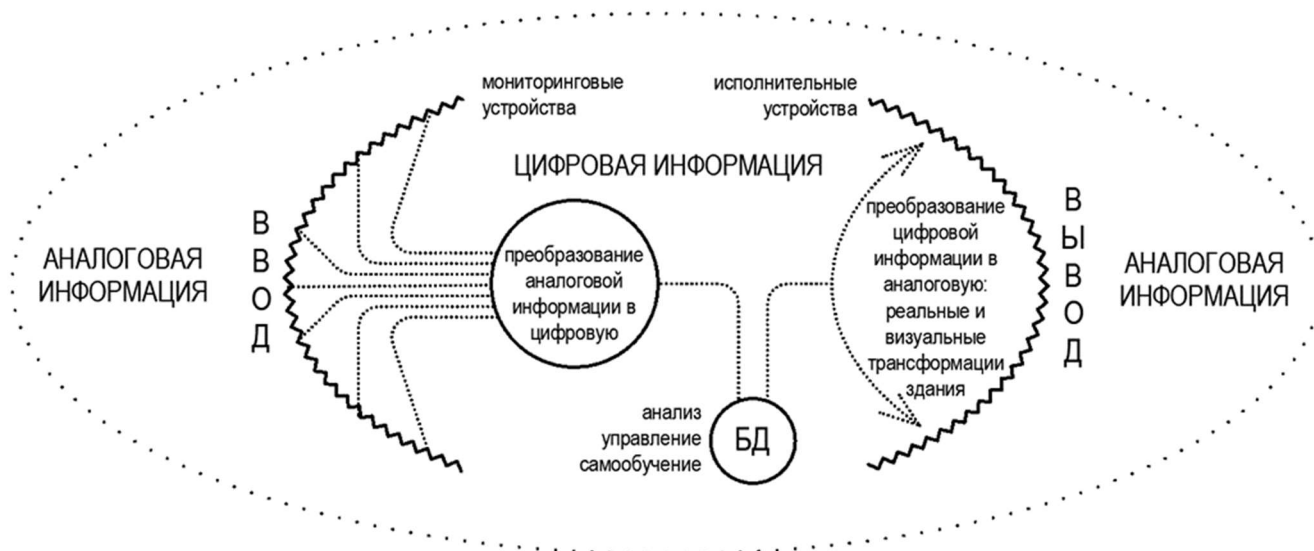 мониторинговые
устройства
исполнительные
устройства
ЦИФРОВАЯ ИНФОРМАЦИЯ
АНАЛОГОВАЯ
ИНФОРМАЦИЯ
В
В
О
Д
преобразование
аналоговой
информации в
цифровую
преобразование
цифровой
информации в
аналоговую:
реальные и
визуальные
трансформации
здания
В
Ы
В
О
Д
АНАЛОГОВАЯ
ИНФОРМАЦИЯ
анализ
управление
самообучение
БД